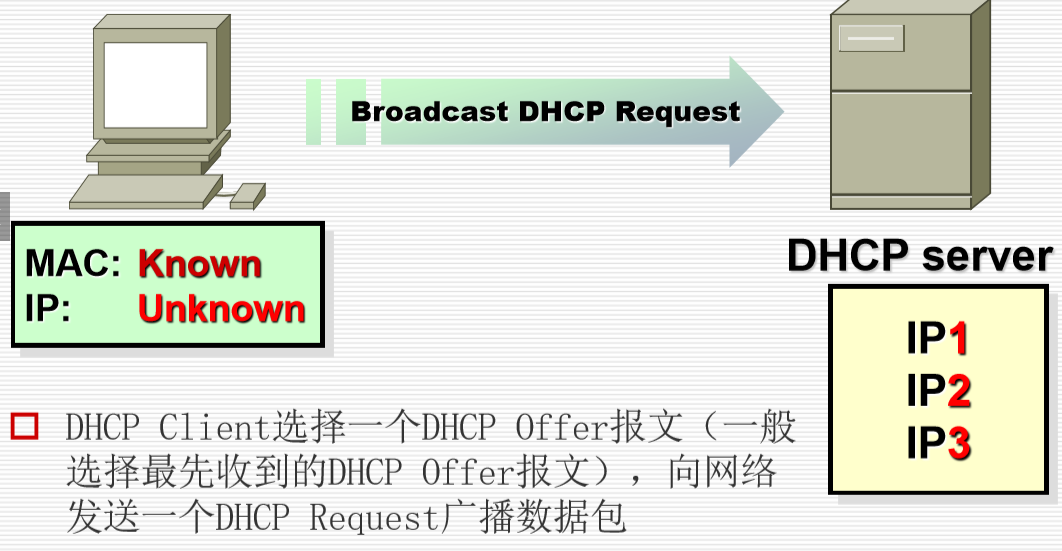 Broadcast DHCP Request
MAC: Known
IP: Unknown
DHCP server
IP1
IP2
IP3
DHCP Client选择一个DHCP Offer报文（一般
选择最先收到的DHCP Offer报文），向网络
发送一个DHCP Request广播数据包